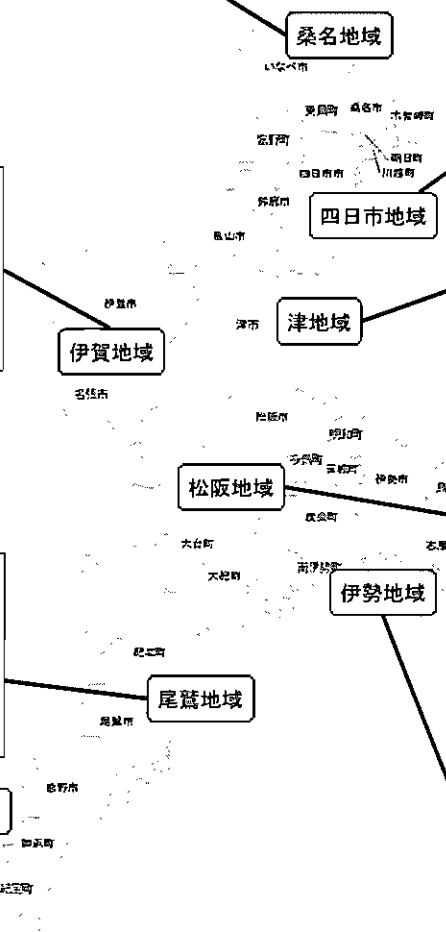 桑名地域
いなべ市
東員町
桑名市
木曽岬町
菰野町
朝日町
川越町
四日市市
鈴鹿市
四日市地域
亀山市
伊賀市
津市
津地域
伊賀地域
名張市
松阪市
明和町
多気町
玉城町
伊勢市
松阪地域
度会町
大台町
大紀町
南伊勢町
伊勢地域
紀北町
尾鷲地域
尾鷲市
熊野市
御浜町
紀宝町